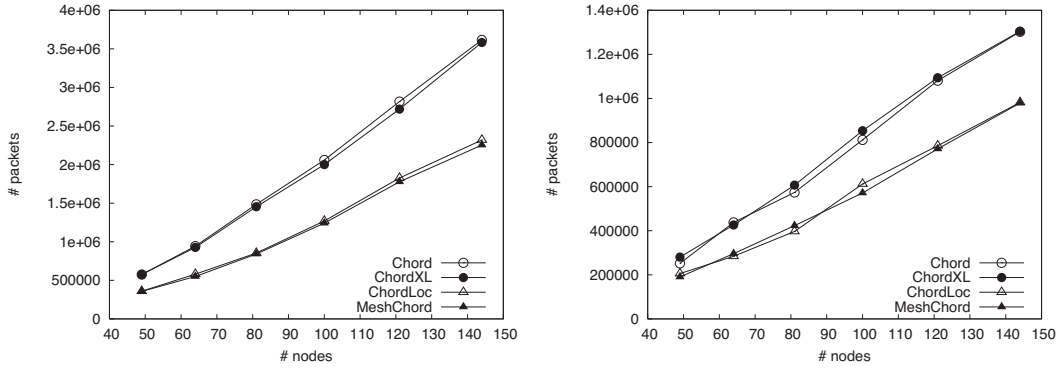 4e+06
3.5e+06
3e+06
2.5e+06
2e+06
1.5e+06
1e+06
500000
0
# packets
40 50 60 70 80 90 100 110 120 130 140 150
# nodes
Chord
ChordXL
ChordLoc
MeshChord
1.4e+06
1.2e+06
1e+06
800000
600000
400000
200000
0
# packets
40 50 60 70 80 90 100 110 120 130 140 150
# nodes
Chord
ChordXL
ChordLoc
MeshChord